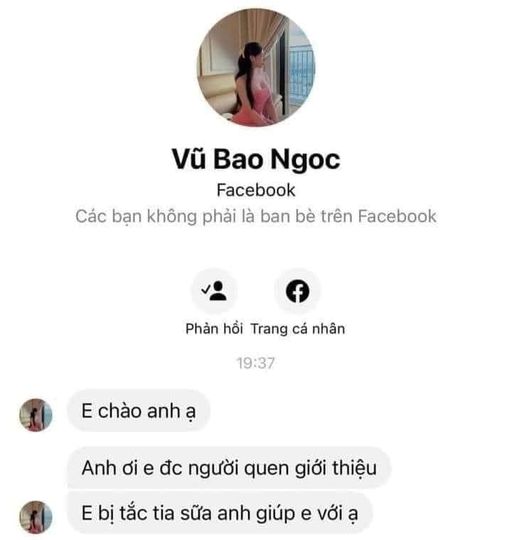 Vũ Bao Ngoc
Facebook
Các bạn không phải là bạn bè trên Facebook
Phản hồi Trang cá nhân
19:37
E chào anh ạ
Anh ơi e đc người quen giới thiệu
E bị tắc tia sữa anh giúp e với ạ